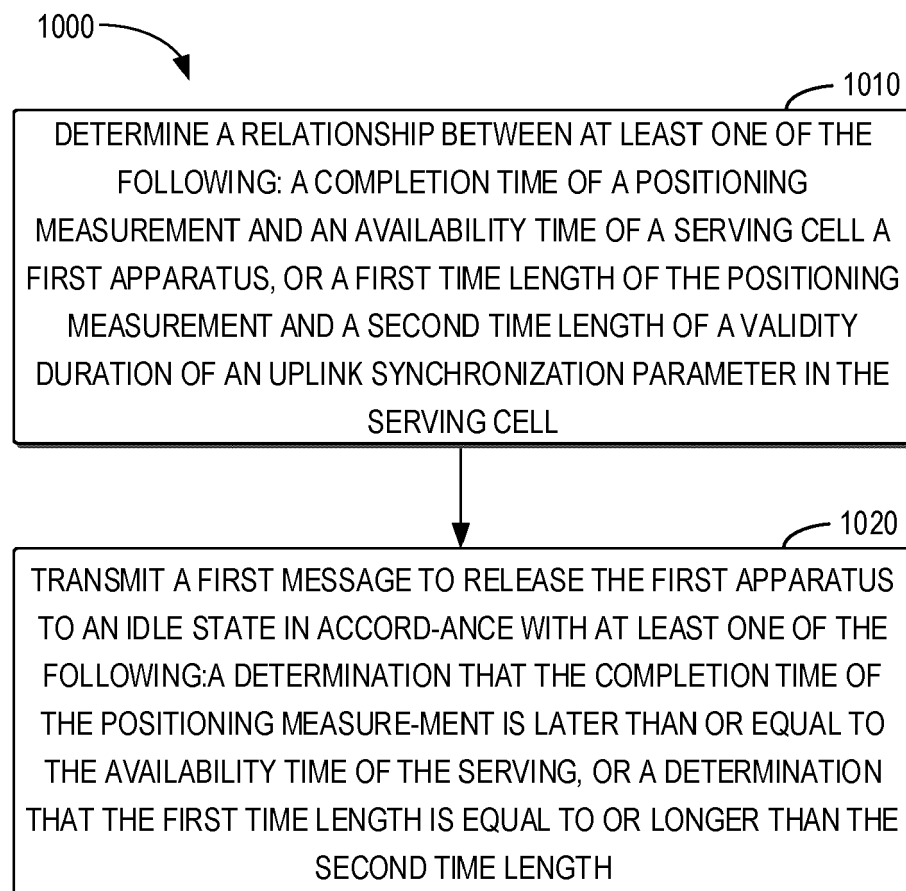 1000
1010
DETERMINE A RELATIONSHIP BETWEEN AT LEAST ONE OF THE
FOLLOWING: A COMPLETION TIME OF A POSITIONING
MEASUREMENT AND AN AVAILABILITY TIME OF A SERVING CELL A
FIRST APPARATUS, OR A FIRST TIME LENGTH OF THE POSITIONING
MEASUREMENT AND A SECOND TIME LENGTH OF A VALIDITY
DURATION OF AN UPLINK SYNCHRONIZATION PARAMETER IN THE
SERVING CELL
1020
TRANSMIT A FIRST MESSAGE TO RELEASE THE FIRST APPARATUS
TO AN IDLE STATE IN ACCORD-ANCE WITH AT LEAST ONE OF THE
FOLLOWING:A DETERMINATION THAT THE COMPLETION TIME OF
THE POSITIONING MEASURE-MENT IS LATER THAN OR EQUAL TO
THE AVAILABILITY TIME OF THE SERVING, OR A DETERMINATION
THAT THE FIRST TIME LENGTH IS EQUAL TO OR LONGER THAN THE
SECOND TIME LENGTH